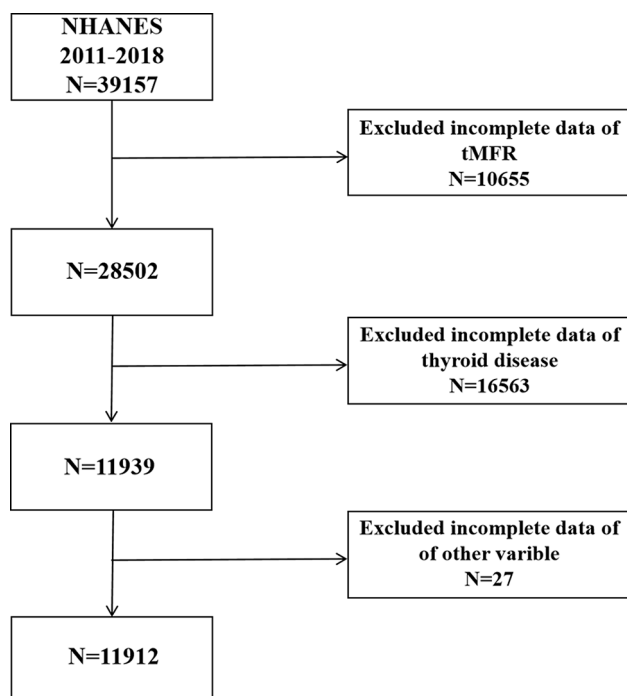 NHANES
2011-2018
N=39157
Excluded incomplete data of
tMFR
N=10655
N=28502
Excluded incomplete data of
thyroid disease
N=16563
N=11939
Excluded incomplete data of
of other varible
N=27
N=11912